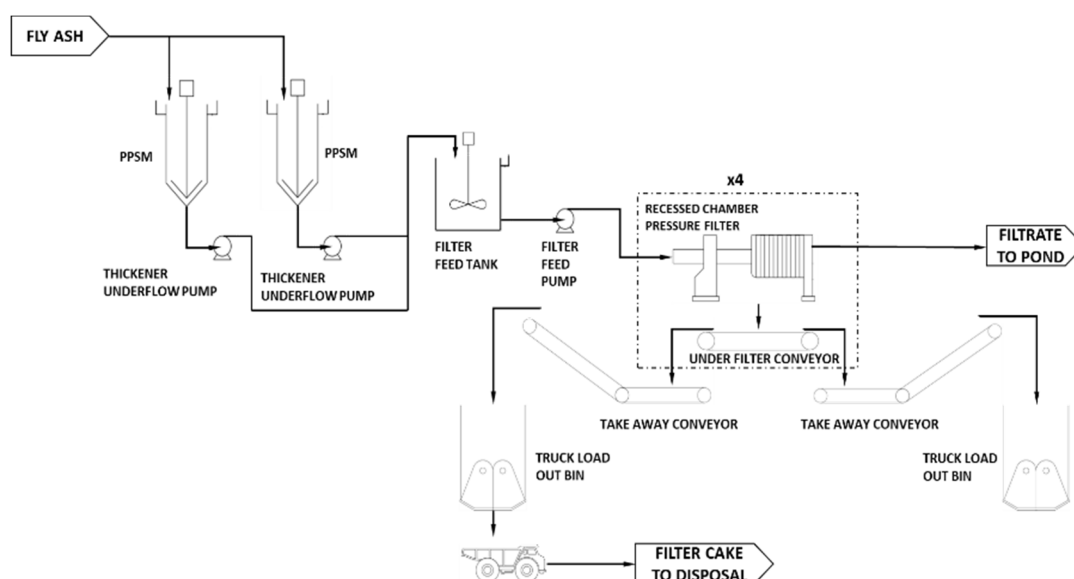 FLY ASH
PPSM
PPSM
THICKENER
UNDERFLOW PUMP
THICKENER
UNDERFLOW PUMP
FILTER
FEED TANK
FILTER
FEED
PUMP
x4
RECESSED CHAMBER
PRESSURE FILTER
FILTRATE
TO POND
UNDER FILTER CONVEYOR
TAKE AWAY CONVEYOR
TAKE AWAY CONVEYOR
TRUCK LOAD
OUT BIN
TRUCK LOAD
OUT BIN
FILTER CAKE
TO DISPOSAL